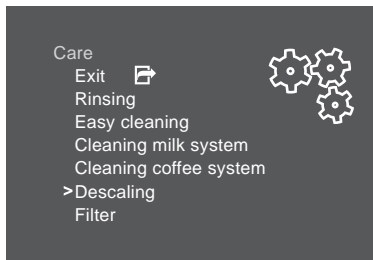 Care
Exit
Rinsing
Easy cleaning
Cleaning milk system
Cleaning coffee system
>Descaling
Filter